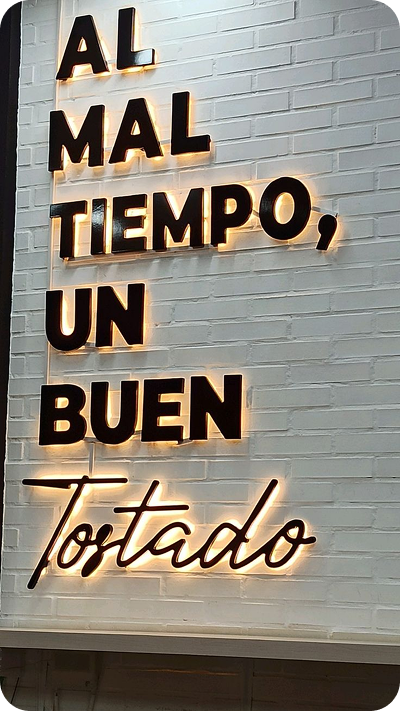 AL
MAL
TIEMPO,
UN
BUEN
Tostado